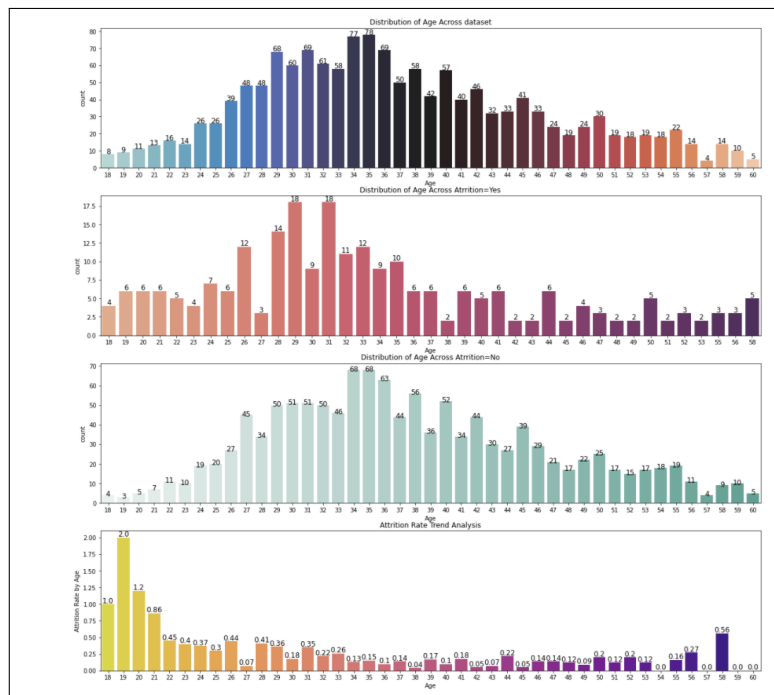 Distribution of Age Across dataset
80
70
60
50
40
30
20
10
0
count
8 9 11 13 16 14 26 26 39 48 48 68 60 69 61 58 77 78 69 50 58 42 57 40 46 32 33 41 33 24 19 24 30 19 18 19 18 22 14 4 14 10 5
18 19 20 21 22 23 24 25 26 27 28 29 30 31 32 33 34 35 36 37 38 39 40 41 42 43 44 45 46 47 48 49 50 51 52 53 54 55 56 57 58 59 60
Age
Distribution of Age Across Atrrition=Yes
17.5
15.0
12.5
10.0
7.5
5.0
2.5
0.0
count
4 6 6 6 5 4 7 6 12 3 14 18 9 18 11 12 9 10 6 6 2 6 5 6 2 2 6 2 4 3 2 2 5 2 3 2 3 3 5
18 19 20 21 22 23 24 25 26 27 28 29 30 31 32 33 34 35 36 37 38 39 40 41 42 43 44 45 46 47 48 49 50 51 52 53 55 56 58
Age
Distribution of Age Across Atrrition=No
70
60
50
40
30
20
10
0
count
4 3 5 7 11 10 19 20 27 45 34 50 51 51 50 46 68 68 63 44 56 36 52 34 44 30 27 39 29 21 17 22 25 17 15 17 18 19 11 4 9 10 5
18 19 20 21 22 23 24 25 26 27 28 29 30 31 32 33 34 35 36 37 38 39 40 41 42 43 44 45 46 47 48 49 50 51 52 53 54 55 56 57 58 59 60
Age
Attrition Rate Trend Analysis
2.00
1.75
1.50
1.25
1.00
0.75
0.50
0.25
0.00
Attrition Rate by Age
1.0 2.0 1.2 0.86 0.45 0.4 0.37 0.3 0.44 0.07 0.41 0.36 0.18 0.35 0.22 0.26 0.13 0.15 0.1 0.14 0.04 0.17 0.1 0.18 0.05 0.07 0.22 0.05 0.14 0.14 0.12 0.09 0.2 0.12 0.2 0.12 0.0 0.16 0.27 0.0 0.56 0.0 0.0
18 19 20 21 22 23 24 25 26 27 28 29 30 31 32 33 34 35 36 37 38 39 40 41 42 43 44 45 46 47 48 49 50 51 52 53 54 55 56 57 58 59 60
Age